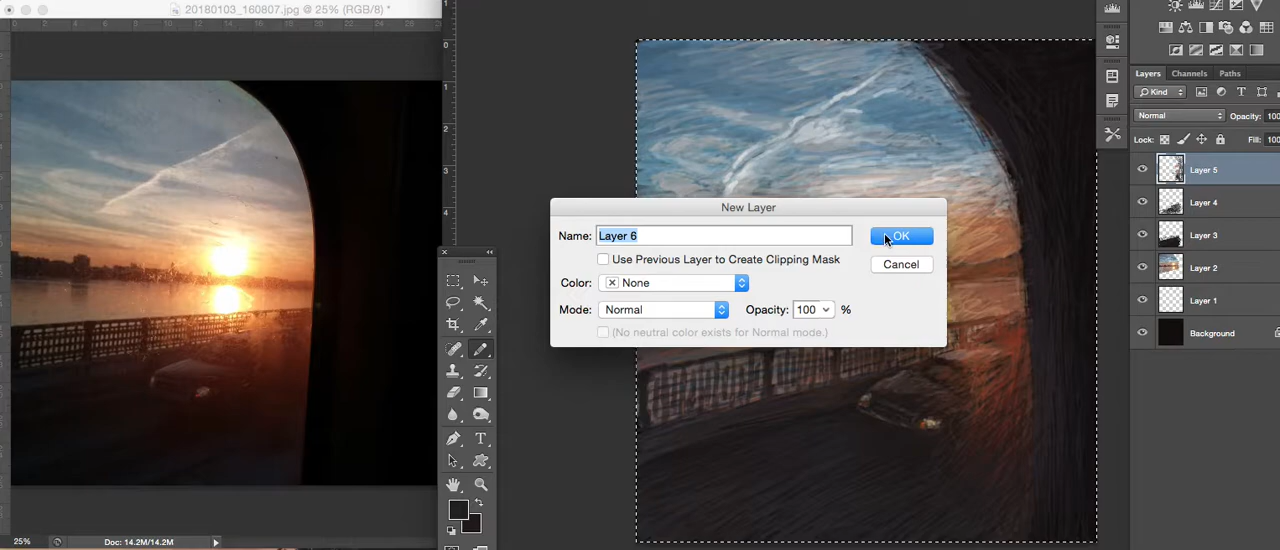 20180103_160807.jpg @ 25% (RGB/8) *
New Layer
Name: Layer 6
OK
Use Previous Layer to Create Clipping Mask
Cancel
Color: None
Mode: Normal Opacity: 100 %
(No neutral color exists for Normal mode.)
25% Doc: 14.2M/14.2M
Layers Channels Paths
Kind
Normal Opacity: 100
Lock: Fill: 100
Layer 5
Layer 4
Layer 3
Layer 2
Layer 1
Background